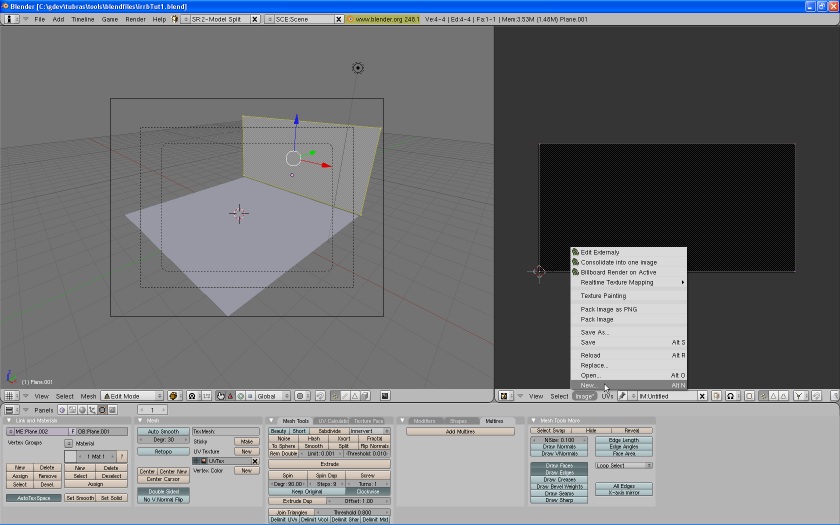 Blender [C:\gdev\tubras\tools\blendfiles\irrbTut1.blend]
File Add Timeline Game Render Help SR:2-Model Split SCE:Scene www.blender.org 246.1 Ve:4-4 | Ed:4-4 | Fa:1-1 | Mem:3.53M (1.48M) Plane.001
(1) Plane.001
Edit Externaly
Consolidate into one image
Billboard Render on Active
Realtime Texture Mapping
Texture Painting
Pack Image as PNG
Pack Image
Save As...
Save Alt S
Reload Alt R
Replace...
Open... Alt O
New... Alt N
View Select Mesh Edit Mode Global
View Select Image UVs IM:Untitled
Panels 1
Link and Materials
ME:Plane.002 F OB:Plane.001
Vertex Groups
Material
1 Mat 1 ?
New Delete New Delete
Assign Remove Select Deselect
Select Desel. Assign
AutoTexSpace Set Smooth Set Solid
Mesh
Auto Smooth
Degr: 30
Retopo
TexMesh:
Sticky Make
UV Texture New
UVTex
Vertex Color New
Center Center New
Center Cursor
Double Sided
No V.Normal Flip
Mesh Tools UV Calculation Texture Face
Beauty Short Subdivide Innervert
Noise Hash Xsort Fractal
To Sphere Smooth Split Flip Normals
Rem Double Limit: 0.001 Threshold: 0.010
Extrude
Spin Spin Dup Screw
Degr: 90.00 Steps: 9 Turns: 1
Keep Original Clockwise
Extrude Dup Offset: 1.00
Join Triangles Threshold 0.800
Delimit UVs Delimit Vcol Delimit Shar Delimit Mat
Modifiers Shapes Multires
Add Multires
Mesh Tools More
Select Swap Hide Reveal
NSize: 0.100
Draw Normals
Draw VNormals
Edge Length
Edge Angles
Face Area
Draw Faces
Draw Edges
Draw Creases
Draw Bevel Weights
Draw Seams
Draw Sharp
Loop Select
All Edges
X-axis mirror